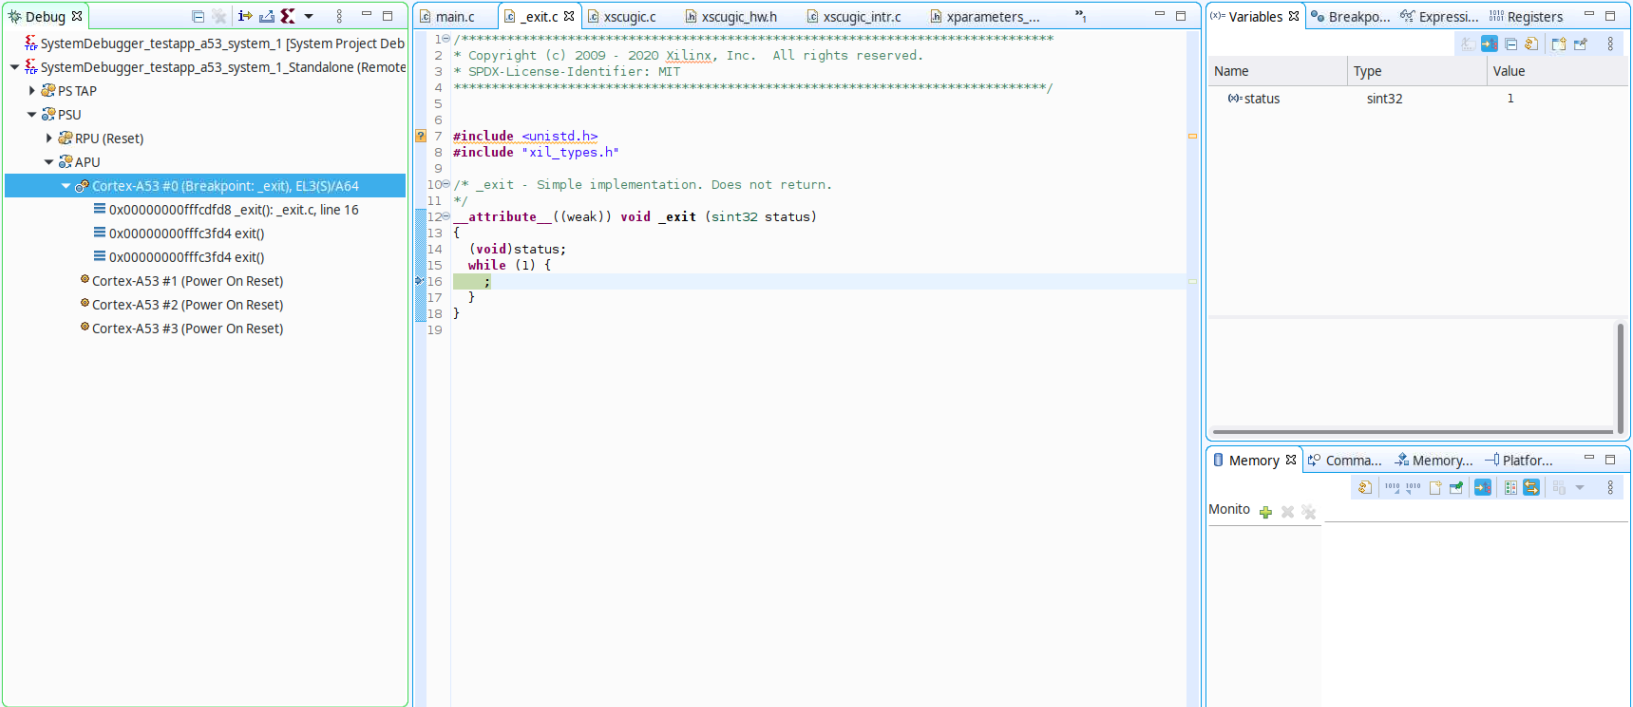 Debug
SystemDebugger_testapp_a53_system_1 [System Project Deb
SystemDebugger_testapp_a53_system_1_Standalone (Remote
PS TAP
PSU
RPU (Reset)
APU
Cortex-A53 #0 (Breakpoint: _exit), EL3(S)/A64
0x00000000fffcdfd8 _exit(): _exit.c, line 16
0x00000000fffc3fd4 exit()
0x00000000fffc3fd4 exit()
Cortex-A53 #1 (Power On Reset)
Cortex-A53 #2 (Power On Reset)
Cortex-A53 #3 (Power On Reset)
main.c _exit.c xscugic.c xscugic_hw.h xscugic_intr.c xparameters_... »1
1 /******************************************************************************
2 * Copyright (c) 2009 - 2020 Xilinx, Inc.  All rights reserved.
3 * SPDX-License-Identifier: MIT
4 ******************************************************************************/
5
6
7 #include <unistd.h>
8 #include "xil_types.h"
9
10 /* _exit - Simple implementation. Does not return.
11 */
12 __attribute__((weak)) void _exit (sint32 status)
13 {
14   (void)status;
15   while (1) {
16     ;
17   }
18 }
19
(x)= Variables Breakpo... Expressi... Registers
Name Type Value
(x)= status sint32 1
Memory Comma... Memory... Platfor...
Monito